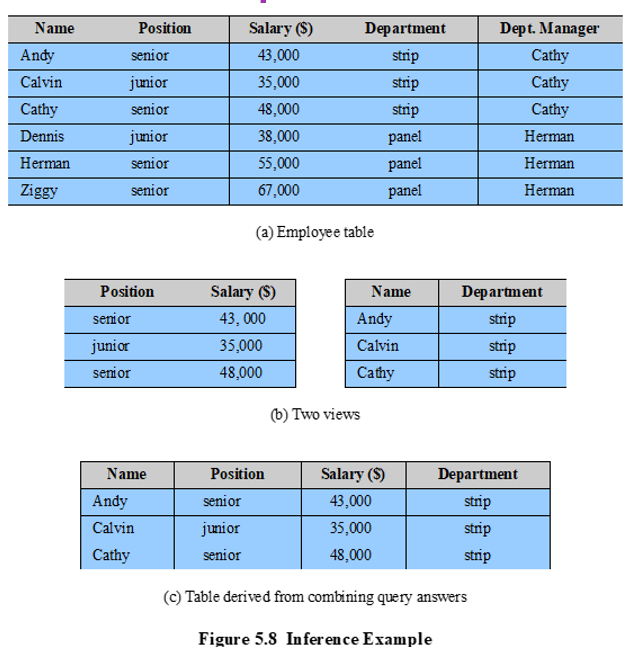 Name Position Salary ($) Department Dept. Manager
Andy senior 43,000 strip Cathy
Calvin junior 35,000 strip Cathy
Cathy senior 48,000 strip Cathy
Dennis junior 38,000 panel Herman
Herman senior 55,000 panel Herman
Ziggy senior 67,000 panel Herman
(a) Employee table
Position Salary ($) Name Department
senior 43, 000 Andy strip
junior 35,000 Calvin strip
senior 48,000 Cathy strip
(b) Two views
Name Position Salary ($) Department
Andy senior 43,000 strip
Calvin junior 35,000 strip
Cathy senior 48,000 strip
(c) Table derived from combining query answers
Figure 5.8 Inference Example